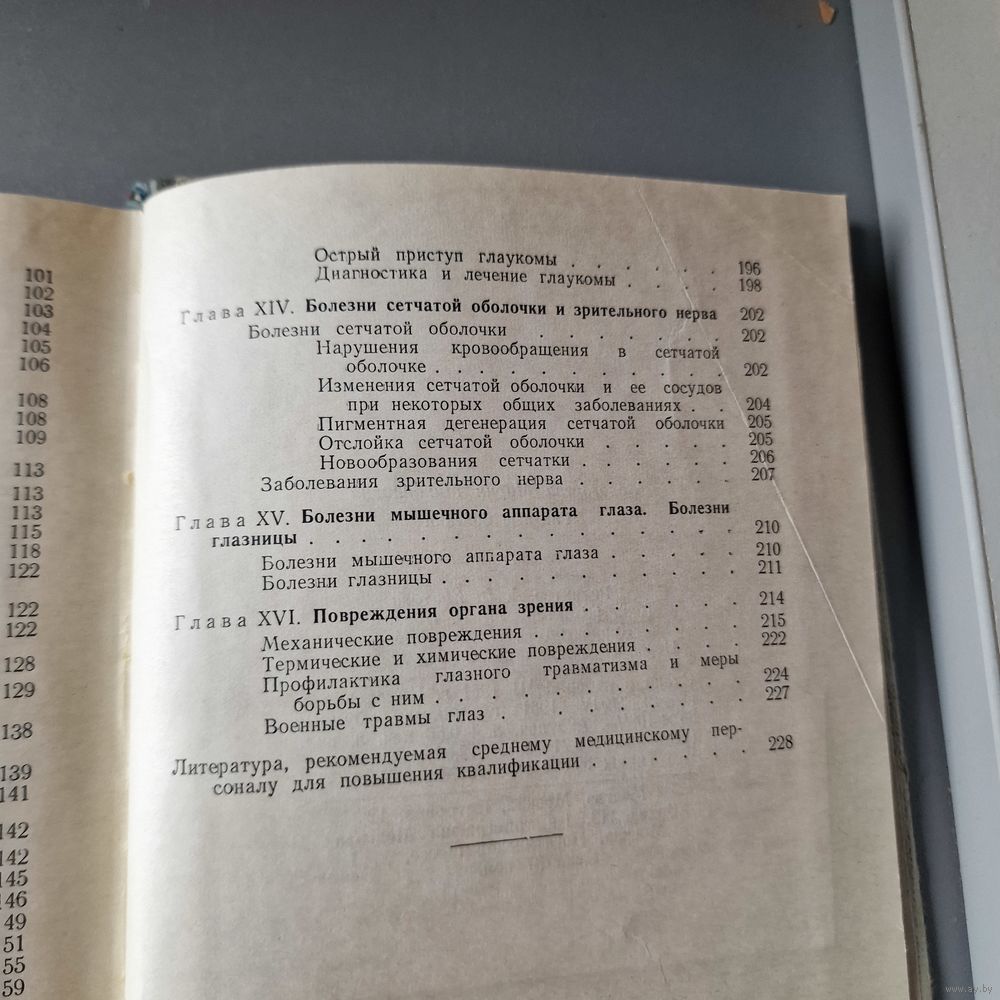 101
102
103
104
105
106
108
108
109
113
113
113
115
118
122
122
122
128
129
138
139
141
142
142
145
146
49
51
55
59
Острый приступ глаукомы . . . . . . 196
Диагностика и лечение глаукомы . . . . 198
Глава XIV. Болезни сетчатой оболочки и зрительного нерва 202
Болезни сетчатой оболочки . . . . . . . 202
Нарушения кровообращения в сетчатой
оболочке . . . . . . . . . . . 202
Изменения сетчатой оболочки и ее сосудов
при некоторых общих заболеваниях . . 204
Пигментная дегенерация сетчатой оболочки 205
Отслойка сетчатой оболочки . . . . . 205
Новообразования сетчатки . . . . . . 206
Заболевания зрительного нерва . . . . . . 207
Глава XV. Болезни мышечного аппарата глаза. Болезни
глазницы . . . . . . . . . . . . . . . 210
Болезни мышечного аппарата глаза . . . . . 210
Болезни глазницы . . . . . . . . . . . 211
Глава XVI. Повреждения органа зрения . . . . . . 214
Механические повреждения . . . . . . . . 215
Термические и химические повреждения . . . . 222
Профилактика глазного травматизма и меры
борьбы с ним . . . . . . . . . . . 224
Военные травмы глаз . . . . . . . . . 227
Литература, рекомендуемая среднему медицинскому пер-
соналу для повышения квалификации . . . . . . 228
www.ay.by